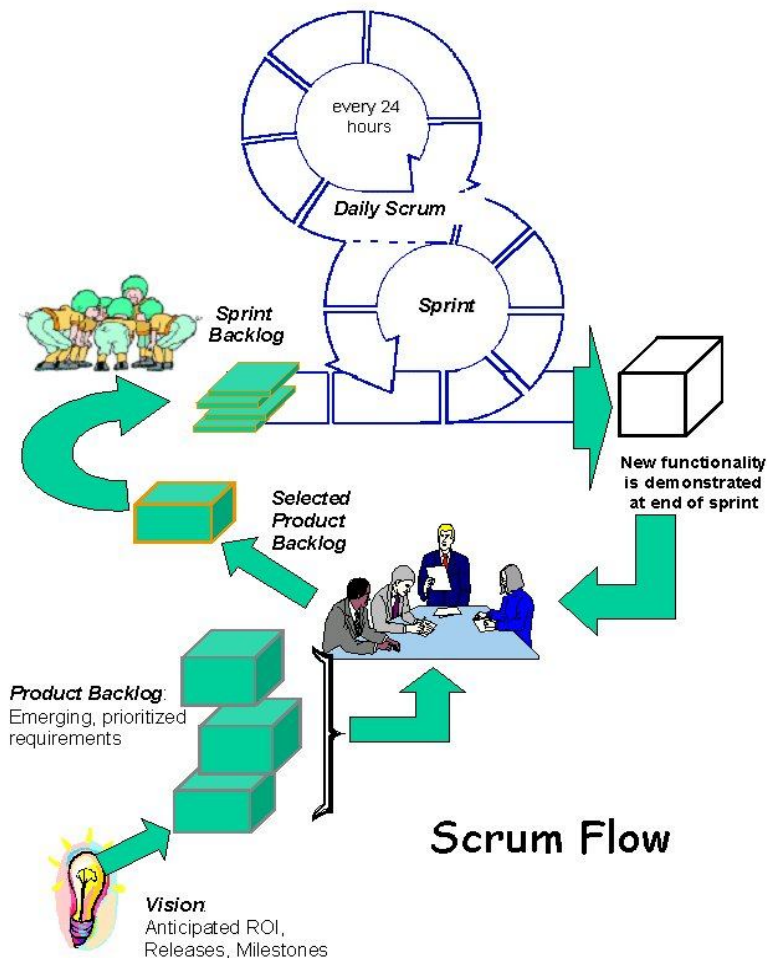 every 24
hours
Daily Scrum
Sprint
Sprint
Backlog
New functionality
is demonstrated
at end of sprint
Selected
Product
Backlog
Product Backlog:
Emerging, prioritized
requirements
Scrum Flow
Vision:
Anticipated ROI,
Releases, Milestones